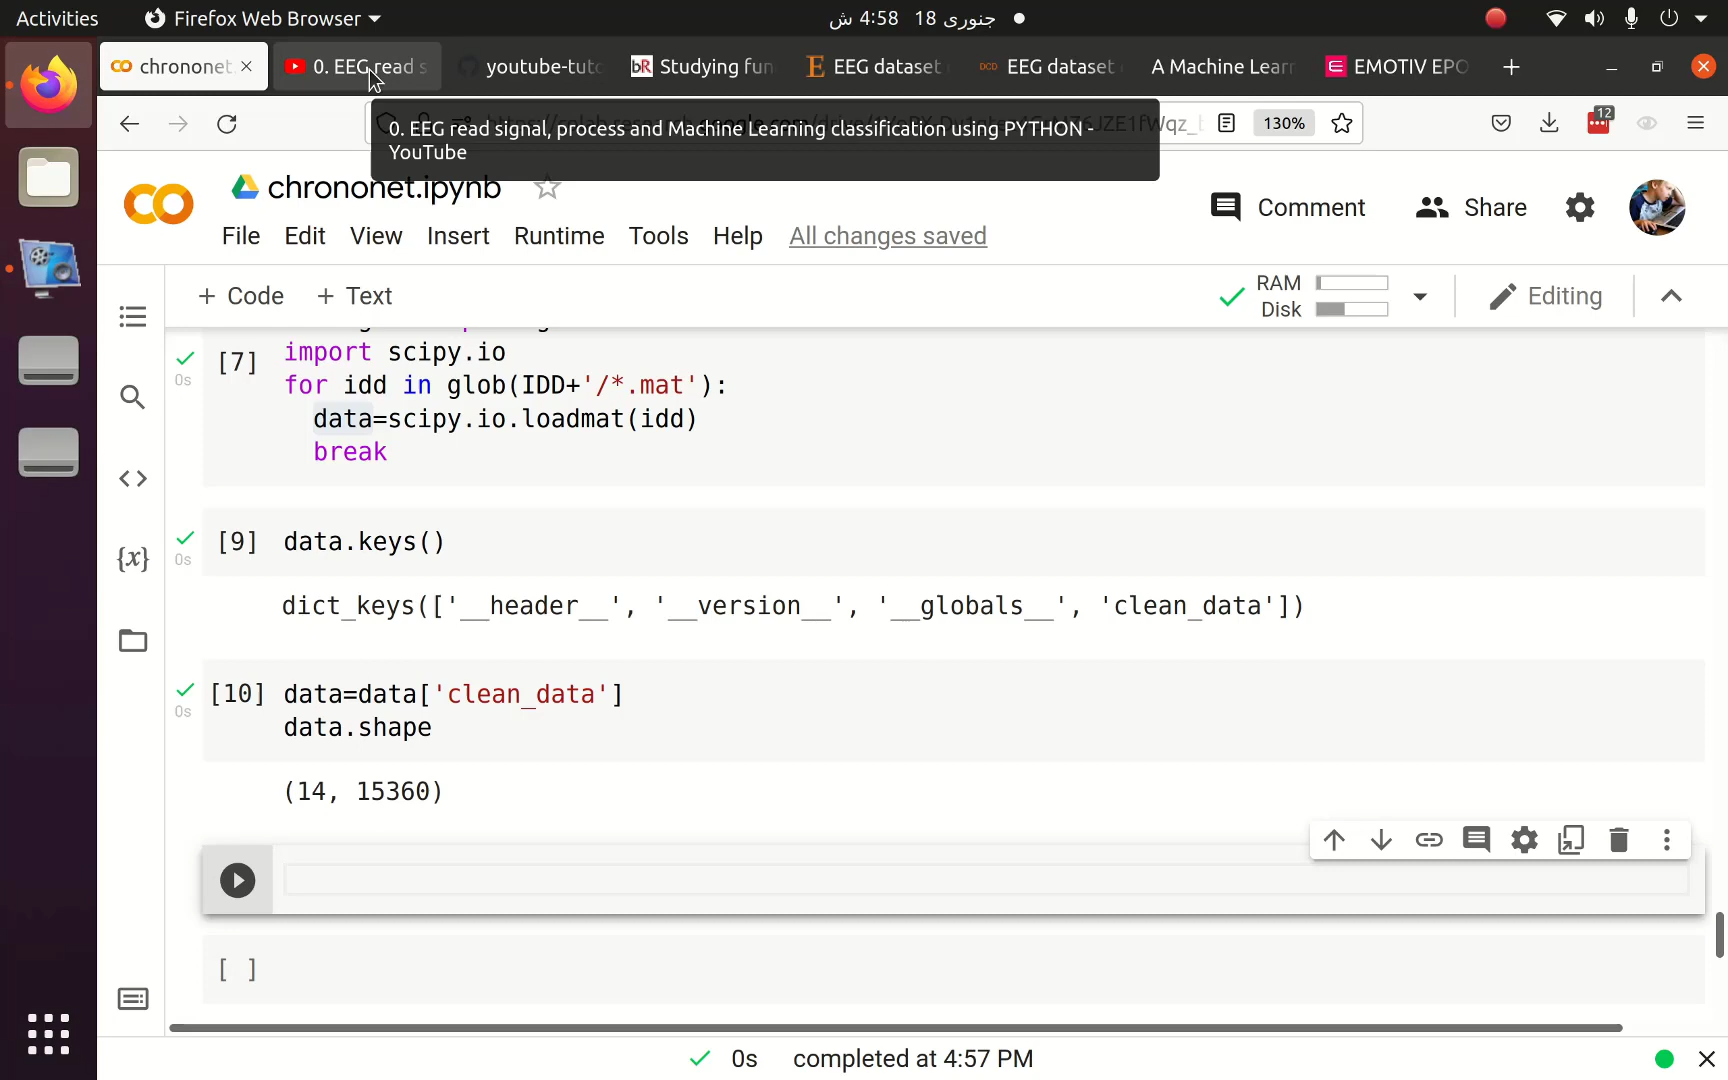 Activities
Firefox Web Browser
جنوری 18 4:58 ش
chrononet.
0. EEG read s
youtube-tuto
bR Studying fun
E EEG dataset
DCD EEG dataset
A Machine Lear
E EMOTIV EPO
130%
12
0. EEG read signal, process and Machine Learning classification using PYTHON -
YouTube
chrononet.ipynb
Comment
Share
File
Edit
View
Insert
Runtime
Tools
Help
All changes saved
+ Code
+ Text
RAM
Disk
Editing
[7] import scipy.io
0s
for idd in glob(IDD+'/*.mat'):
data=scipy.io.loadmat(idd)
break
[9] data.keys()
0s
dict_keys(['__header__', '__version__', '__globals__', 'clean_data'])
[10] data=data['clean_data']
0s
data.shape
(14, 15360)
[ ]
0s completed at 4:57 PM